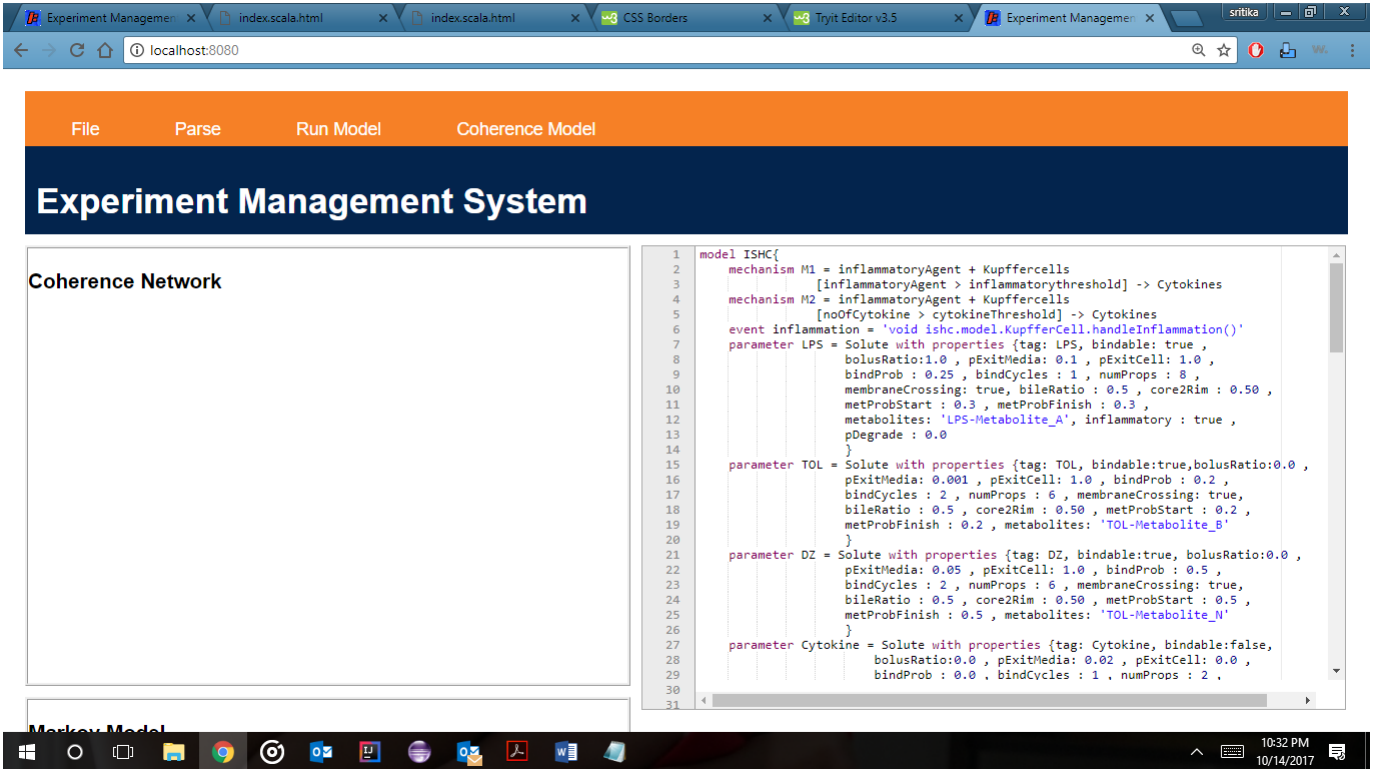 Experiment Managemen
index.scala.html
index.scala.html
CSS Borders
Tryit Editor v3.5
Experiment Managemen
sritika
localhost:8080
File Parse Run Model Coherence Model
Experiment Management System
Coherence Network
1 model ISHC{
2 mechanism M1 = inflammatoryAgent + Kupffercells
3 [inflammatoryAgent > inflammatorythreshold] -> Cytokines
4 mechanism M2 = inflammatoryAgent + Kupffercells
5 [noOfCytokine > cytokineThreshold] -> Cytokines
6 event inflammation = 'void ishc.model.KupfferCell.handleInflammation()'
7 parameter LPS = Solute with properties {tag: LPS, bindable: true ,
8 bolusRatio:1.0 , pExitMedia: 0.1 , pExitCell: 1.0 ,
9 bindProb : 0.25 , bindCycles : 1 , numProps : 8 ,
10 membraneCrossing: true, bileRatio : 0.5 , core2Rim : 0.50 ,
11 metProbStart : 0.3 , metProbFinish : 0.3 ,
12 metabolites: 'LPS-Metabolite_A', inflammatory : true ,
13 pDegrade : 0.0
14 }
15 parameter TOL = Solute with properties {tag: TOL, bindable:true,bolusRatio:0.0 ,
16 pExitMedia: 0.001 , pExitCell: 1.0 , bindProb : 0.2 ,
17 bindCycles : 2 , numProps : 6 , membraneCrossing: true,
18 bileRatio : 0.5 , core2Rim : 0.50 , metProbStart : 0.2 ,
19 metProbFinish : 0.2 , metabolites: 'TOL-Metabolite_B'
20 }
21 parameter DZ = Solute with properties {tag: DZ, bindable:true, bolusRatio:0.0 ,
22 pExitMedia: 0.05 , pExitCell: 1.0 , bindProb : 0.5 ,
23 bindCycles : 2 , numProps : 6 , membraneCrossing: true,
24 bileRatio : 0.5 , core2Rim : 0.50 , metProbStart : 0.5 ,
25 metProbFinish : 0.5 , metabolites: 'TOL-Metabolite_N'
26 }
27 parameter Cytokine = Solute with properties {tag: Cytokine, bindable:false,
28 bolusRatio:0.0 , pExitMedia: 0.02 , pExitCell: 0.0 ,
29 bindProb : 0.0 , bindCycles : 1 , numProps : 2 ,
30
31
Markov Model
10:32 PM
10/14/2017